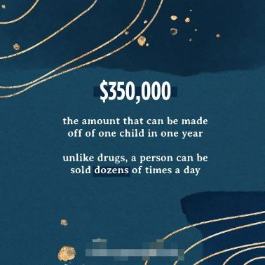 $350,000
the amount that can be made
off of one child in one year
unlike drugs, a person can be
sold dozens of times a day